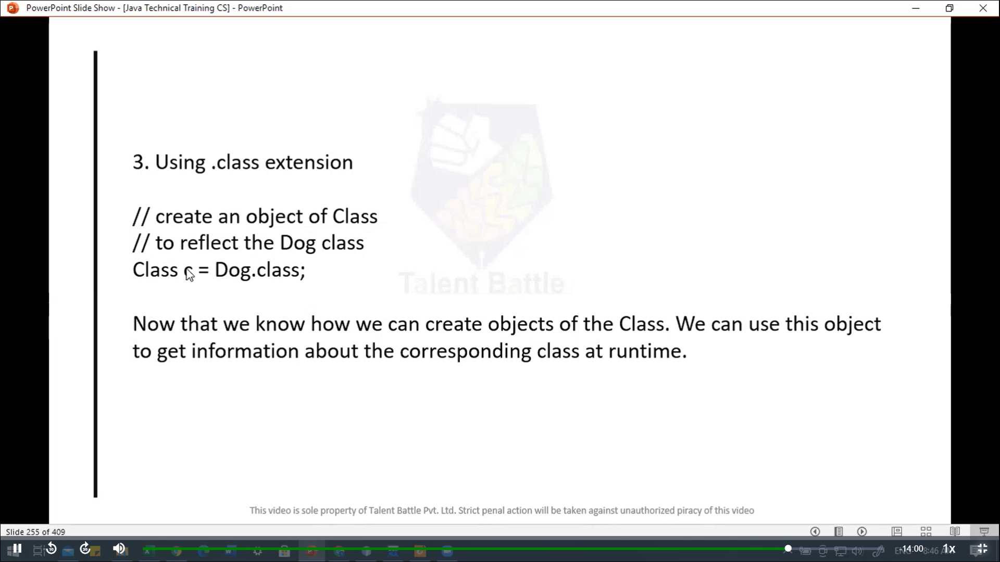 PowerPoint Slide Show - [Java Technical Training CS] - PowerPoint
3. Using .class extension
// create an object of Class
// to reflect the Dog class
Class c = Dog.class;
Talent Battle
Now that we know how we can create objects of the Class. We can use this object
to get information about the corresponding class at runtime.
This video is sole property of Talent Battle Pvt. Ltd. Strict penal action will be taken against unauthorized piracy of this video
Slide 255 of 409
10
30
-14:00
1x